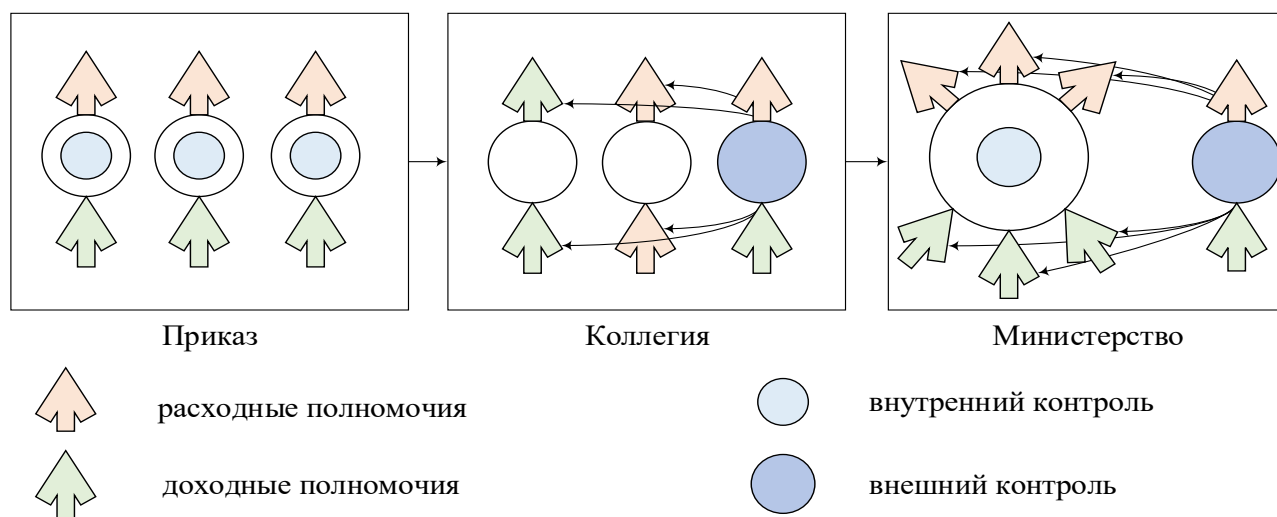 Приказ
Коллегия
Министерство
расходные полномочия
внутренний контроль
доходные полномочия
внешний контроль